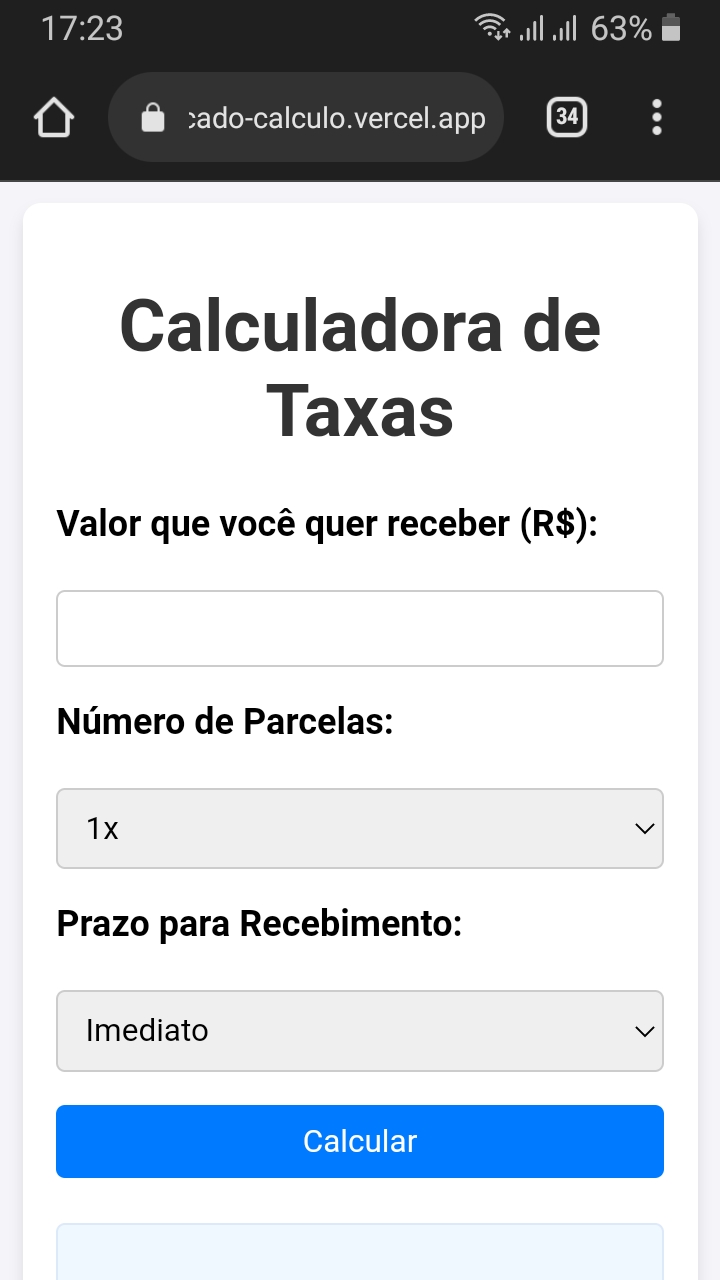 17:23 63%
cado-calculo.vercel.app 34
Calculadora de
Taxas
Valor que você quer receber (R$):
Número de Parcelas:
1x
Prazo para Recebimento:
Imediato
Calcular